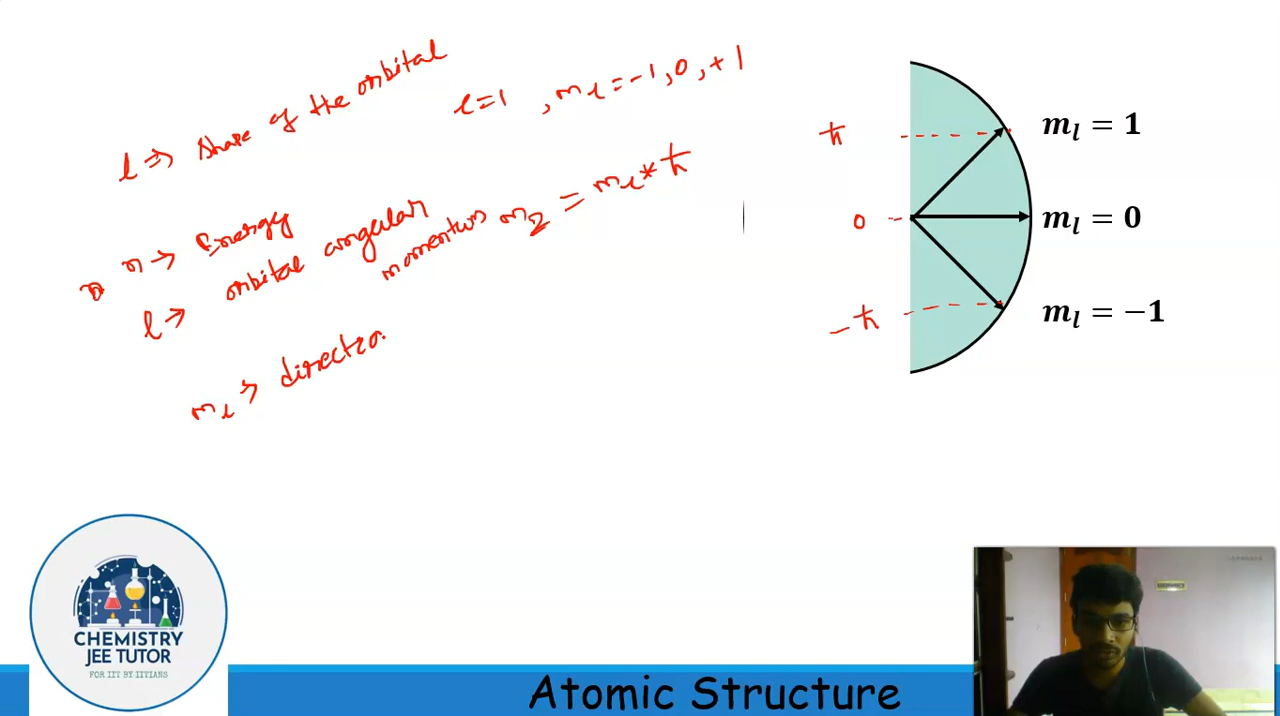 l ⇒ Shape of the orbital
l=1 , mₗ = -1, 0, +1
n → Energy
l → orbital angular
momentum m_z = mₗ * ħ
mₗ → direction
ħ
0
-ħ
mₗ = 1
mₗ = 0
mₗ = −1
CHEMISTRY
JEE TUTOR
FOR IIT BY IITIANS
Atomic Structure